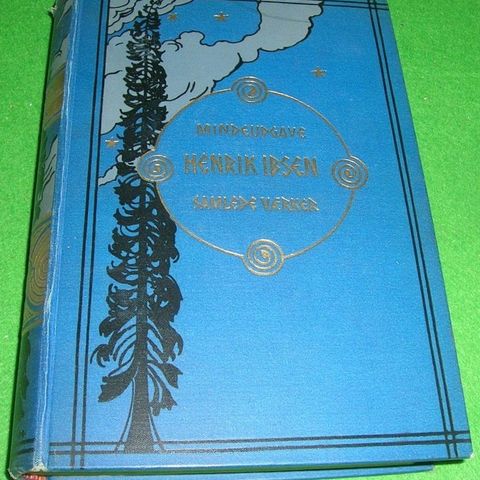 MINDEUDGAVE
HENRIK IBSEN
SAMLEDE VÆRKER